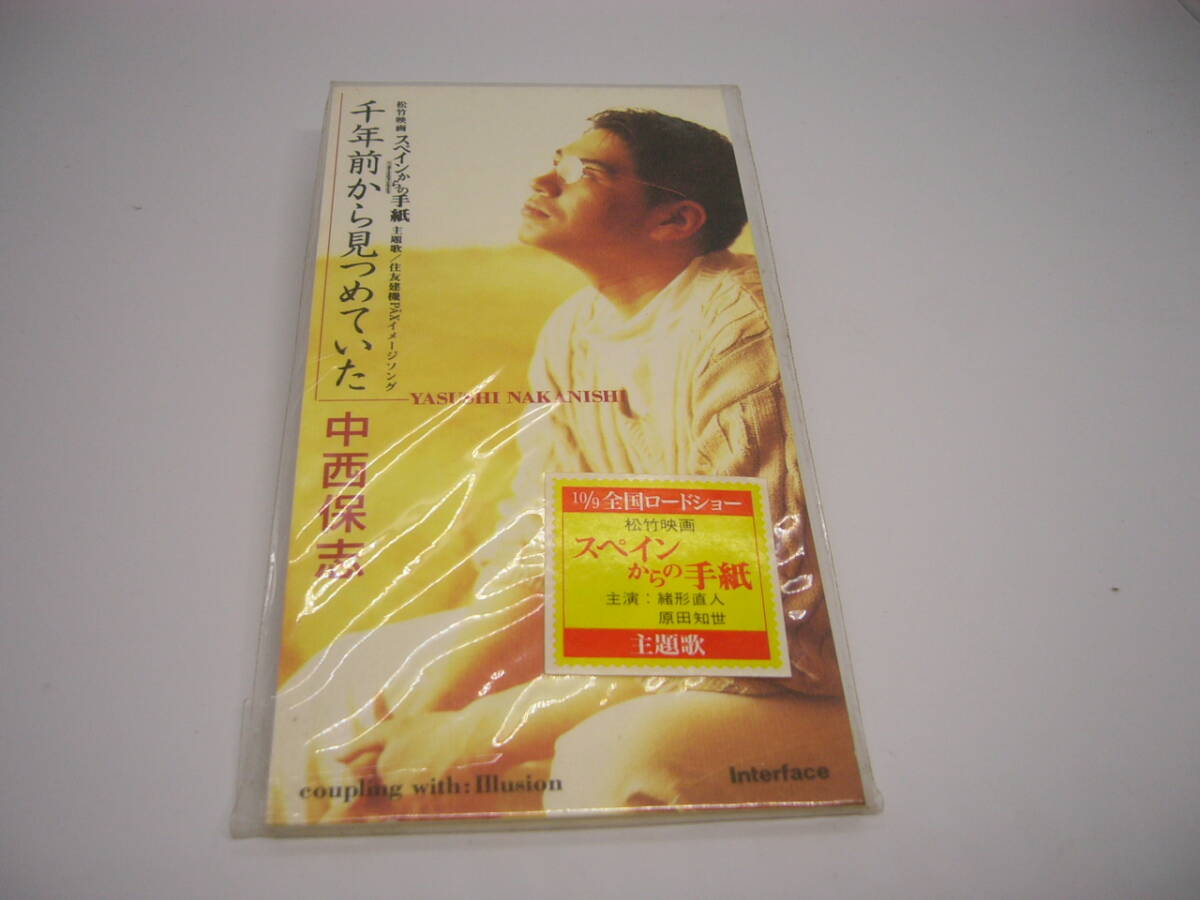 松竹映画 スペインからの手紙 主題歌／住友建機PAXイメージソング
千年前から見つめていた
YASUSHI NAKANISHI
中西保志
10/9 全国ロードショー
松竹映画
スペイン
からの手紙
主演：緒形直人
原田知世
主題歌
coupling with: Illusion
Interface